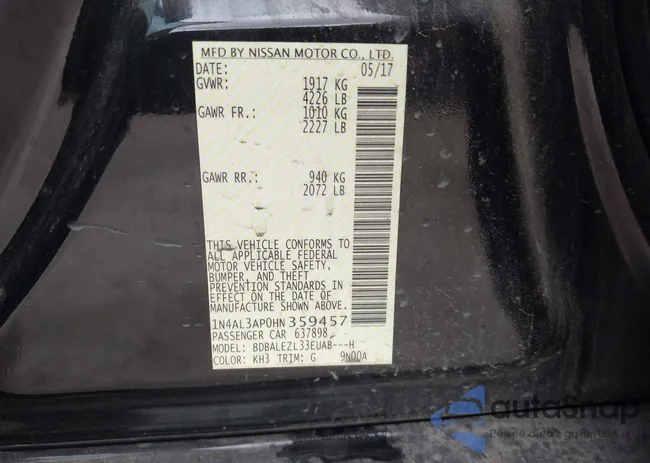 MFD BY NISSAN MOTOR CO., LTD.
DATE: 05/17
GVWR: 1917 KG
4226 LB
GAWR FR.: 1010 KG
2227 LB
GAWR RR.: 940 KG
2072 LB
THIS VEHICLE CONFORMS TO
ALL APPLICABLE FEDERAL
MOTOR VEHICLE SAFETY,
BUMPER, AND THEFT
PREVENTION STANDARDS IN
EFFECT ON THE DATE OF
MANUFACTURE SHOWN ABOVE.
1N4AL3AP0HN359457
PASSENGER CAR 637898
MODEL: BDBALEZL33EUAB---H
COLOR: KH3 TRIM: G 9N00A
autaSnap
Pewne auta z